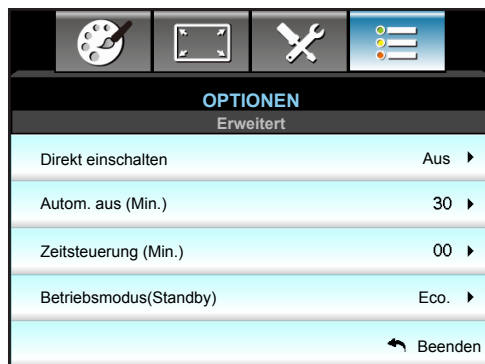 OPTIONEN
Erweitert
Direkt einschalten Aus
Autom. aus (Min.) 30
Zeitsteuerung (Min.) 00
Betriebsmodus(Standby) Eco.
Beenden